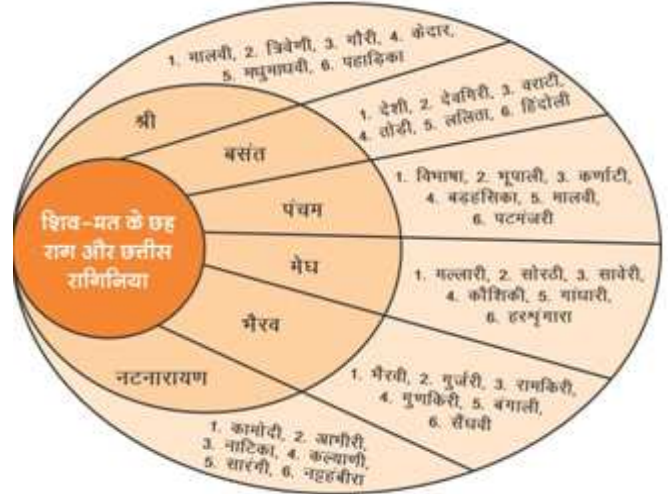 1. मालवी, 2. त्रिवेणी, 3. गौरी, 4. केदार,
5. मधुमाधवी, 6. पहाड़िका
श्री
1. देशी, 2. देवगिरी, 3. वराटी,
4. तोड़ी, 5. ललिता, 6. हिंदोली
बसंत
1. विभाषा, 2. भूपाली, 3. कर्णाटी,
4. बड़हंसिका, 5. मालवी,
6. पटमंजरी
पंचम
शिव-मत के छह
राग और छत्तीस
रागिनिया
मेघ
1. मल्लारी, 2. सोरठी, 3. सावेरी,
4. कौशिकी, 5. गांधारी,
6. हरश्रृंगारा
भैरव
1. भैरवी, 2. गुर्जरी, 3. रामकिरी,
4. गुणकिरी, 5. बंगाली,
6. सैंधवी
नटनारायण
1. कामोदी, 2. आभीरी,
3. नाटिका, 4. कल्याणी,
5. सारंगी, 6. नट्टहंबीरा